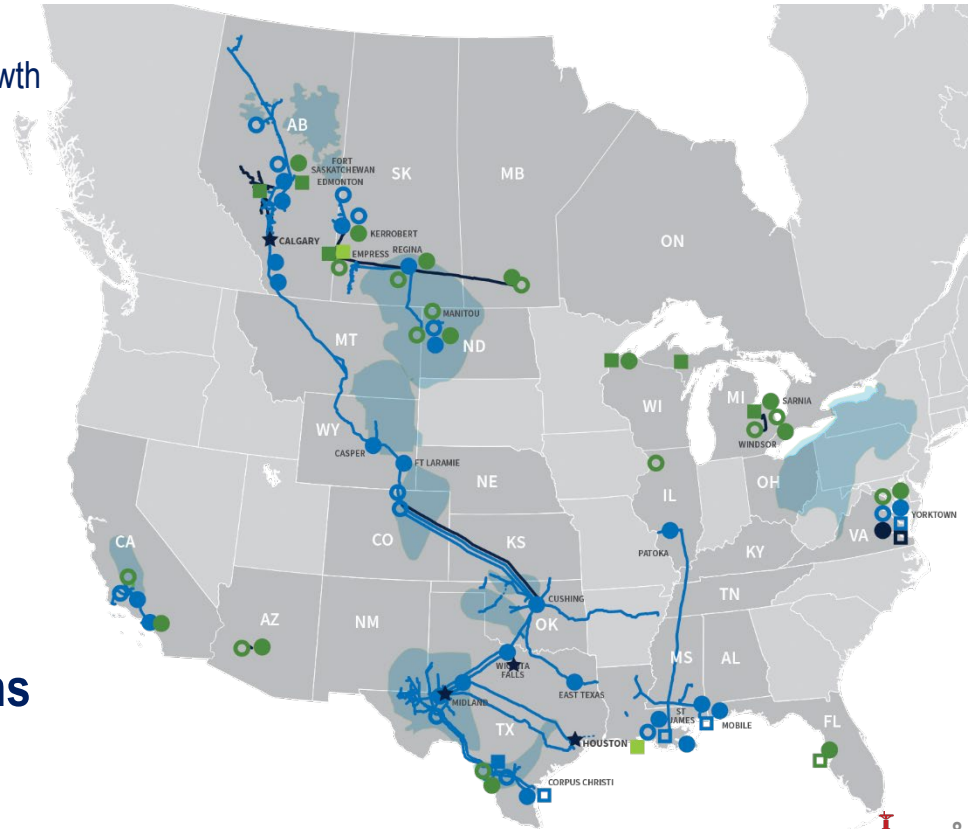 wth
AB
FORT
SASKATCHEWAN
EDMONTON
SK
MB
ON
CALGARY
KERROBERT
EMPRESS
REGINA
MANITOU
MT
ND
WI
MI
SARNIA
WINDSOR
WY
CASPER
FT LARAMIE
NE
IL
OH
YORKTOWN
VA
CA
CO
KS
PATOKA
KY
CUSHING
TN
AZ
NM
OK
WICHITA
FALLS
MS
AL
EAST TEXAS
ns
MIDLAND
ST
JAMES
MOBILE
TX
HOUSTON
FL
CORPUS CHRISTI